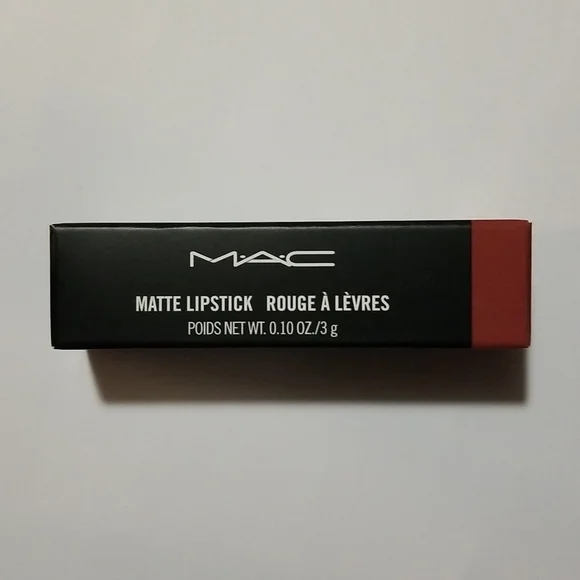 M·A·C
MATTE LIPSTICK ROUGE À LÈVRES
POIDS NET WT. 0.10 OZ./3 g